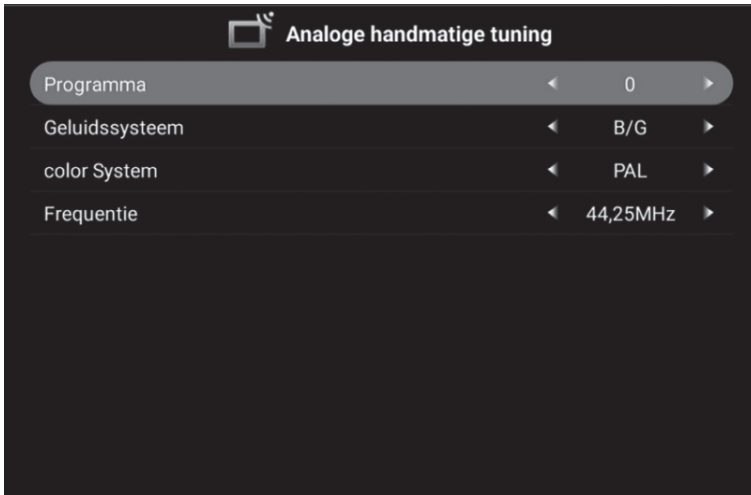 Analoge handmatige tuning
Programma 0
Geluidssysteem B/G
color System PAL
Frequentie 44,25MHz